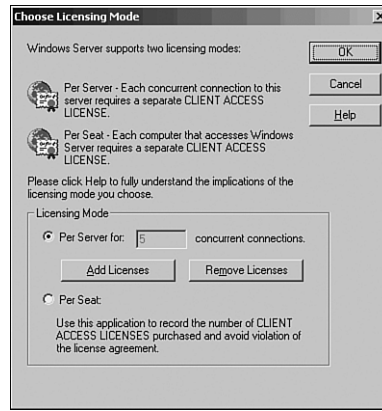 Choose Licensing Mode
Windows Server supports two licensing modes:
OK
Cancel
Help
Per Server - Each concurrent connection to this
server requires a separate CLIENT ACCESS
LICENSE.
Per Seat - Each computer that accesses Windows
Server requires a separate CLIENT ACCESS
LICENSE.
Please click Help to fully understand the implications of the
licensing mode you choose.
Licensing Mode
Per Server for: 5 concurrent connections.
Add Licenses Remove Licenses
Per Seat:
Use this application to record the number of CLIENT
ACCESS LICENSES purchased and avoid violation of
the license agreement.